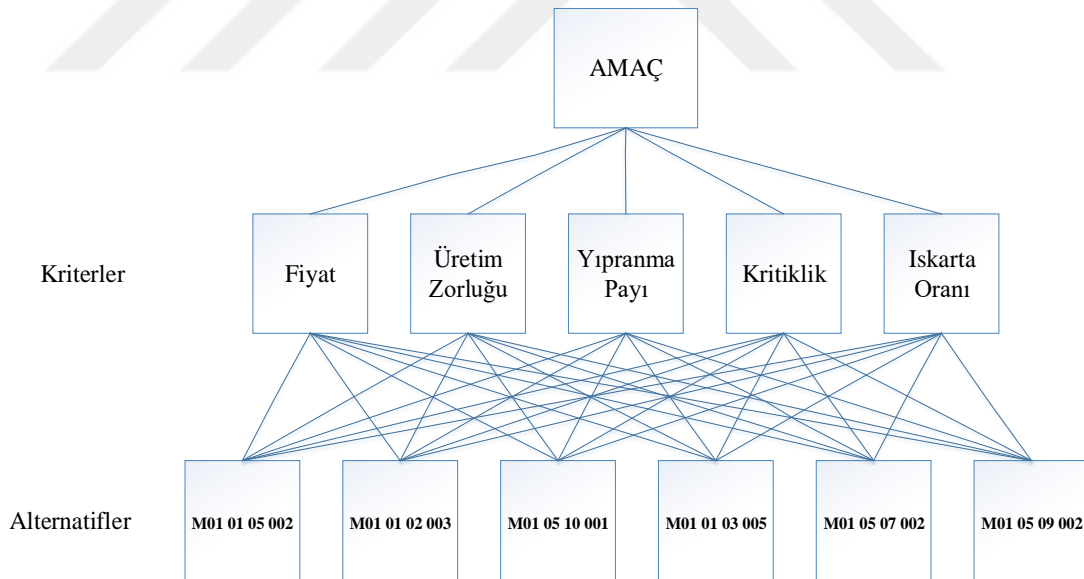 AMAÇ
Kriterler
Fiyat
Üretim
Zorluğu
Yıpranma
Payı
Kritiklik
Iskarta
Oranı
Alternatifler
M01 01 05 002
M01 01 02 003
M01 05 10 001
M01 01 03 005
M01 05 07 002
M01 05 09 002